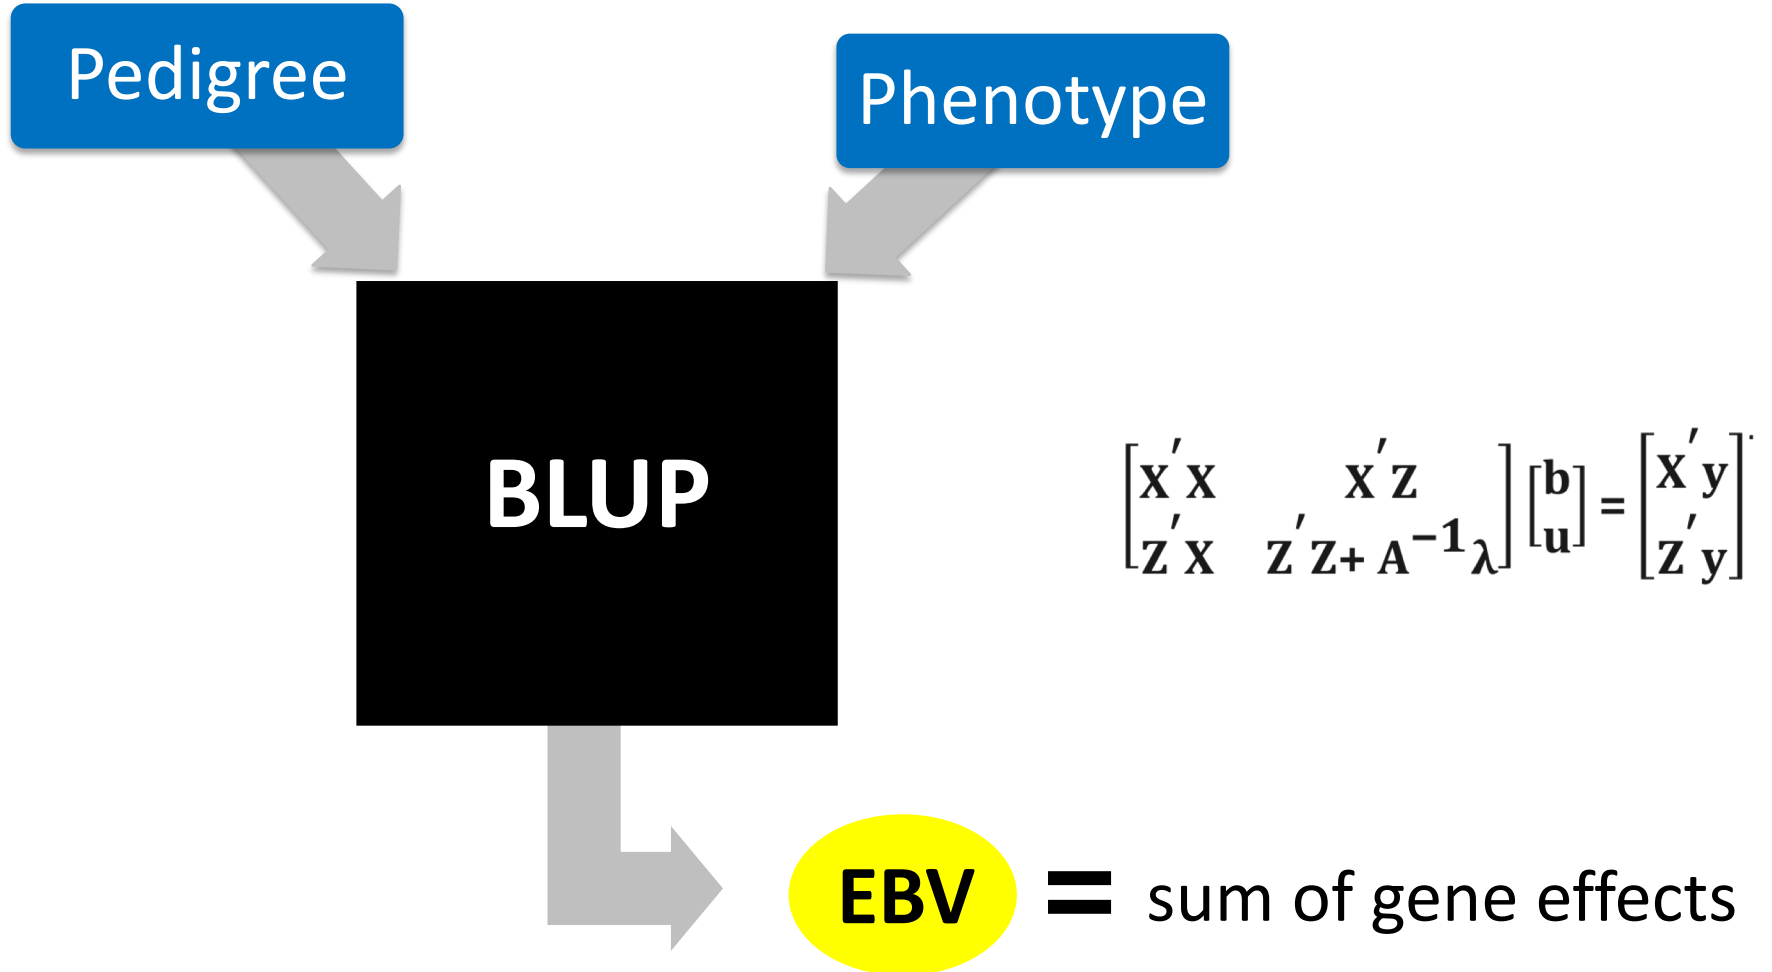 Pedigree
Phenotype
BLUP
[X′X X′Z
Z′X Z′Z+ A⁻¹λ] [b
u] = [X′y
Z′y].
EBV = sum of gene effects